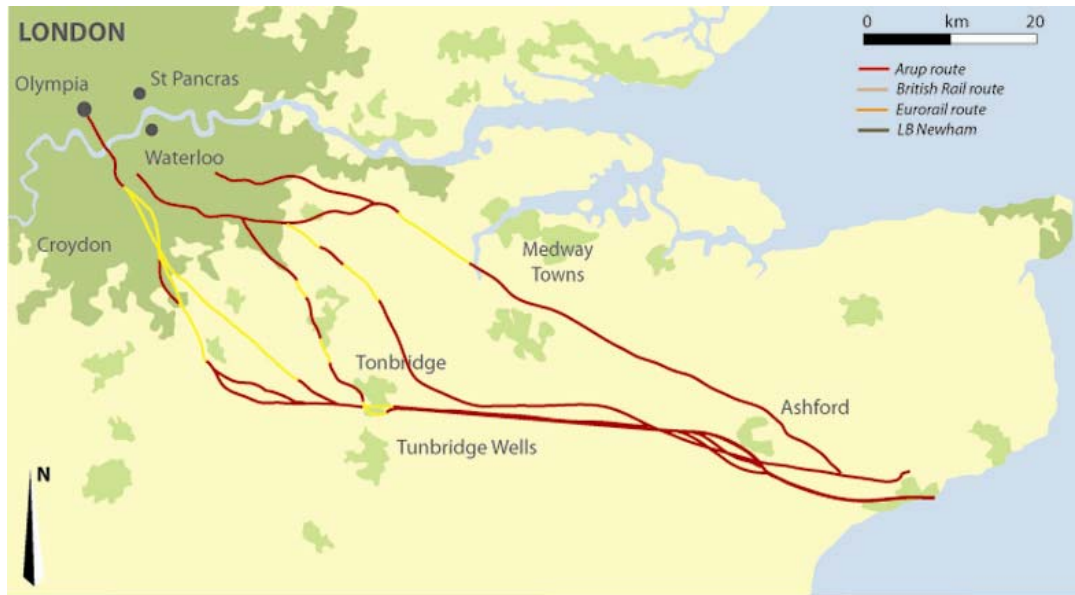 LONDON
0 km 20
St Pancras
Olympia
Arup route
British Rail route
Eurorail route
LB Newham
Waterloo
Croydon
Medway
Towns
Tonbridge
Ashford
Tunbridge Wells
N